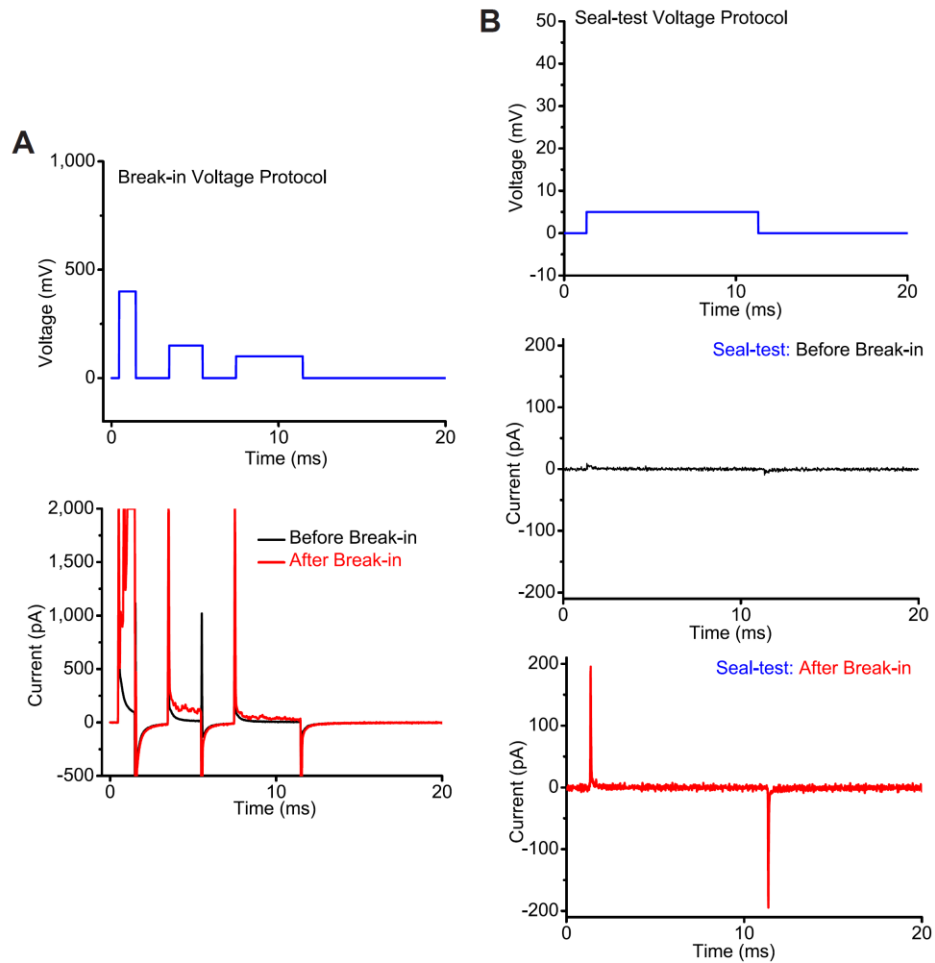 A
Break-in Voltage Protocol
Voltage (mV)
1,000
500
0
0
10
20
Time (ms)
Before Break-in
After Break-in
Current (pA)
2,000
1,500
1,000
500
0
-500
0
10
20
Time (ms)
B
Seal-test Voltage Protocol
Voltage (mV)
50
40
30
20
10
0
-10
0
10
20
Time (ms)
Seal-test: Before Break-in
Current (pA)
200
100
0
-100
-200
0
10
20
Time (ms)
Seal-test: After Break-in
Current (pA)
200
100
0
-100
-200
0
10
20
Time (ms)